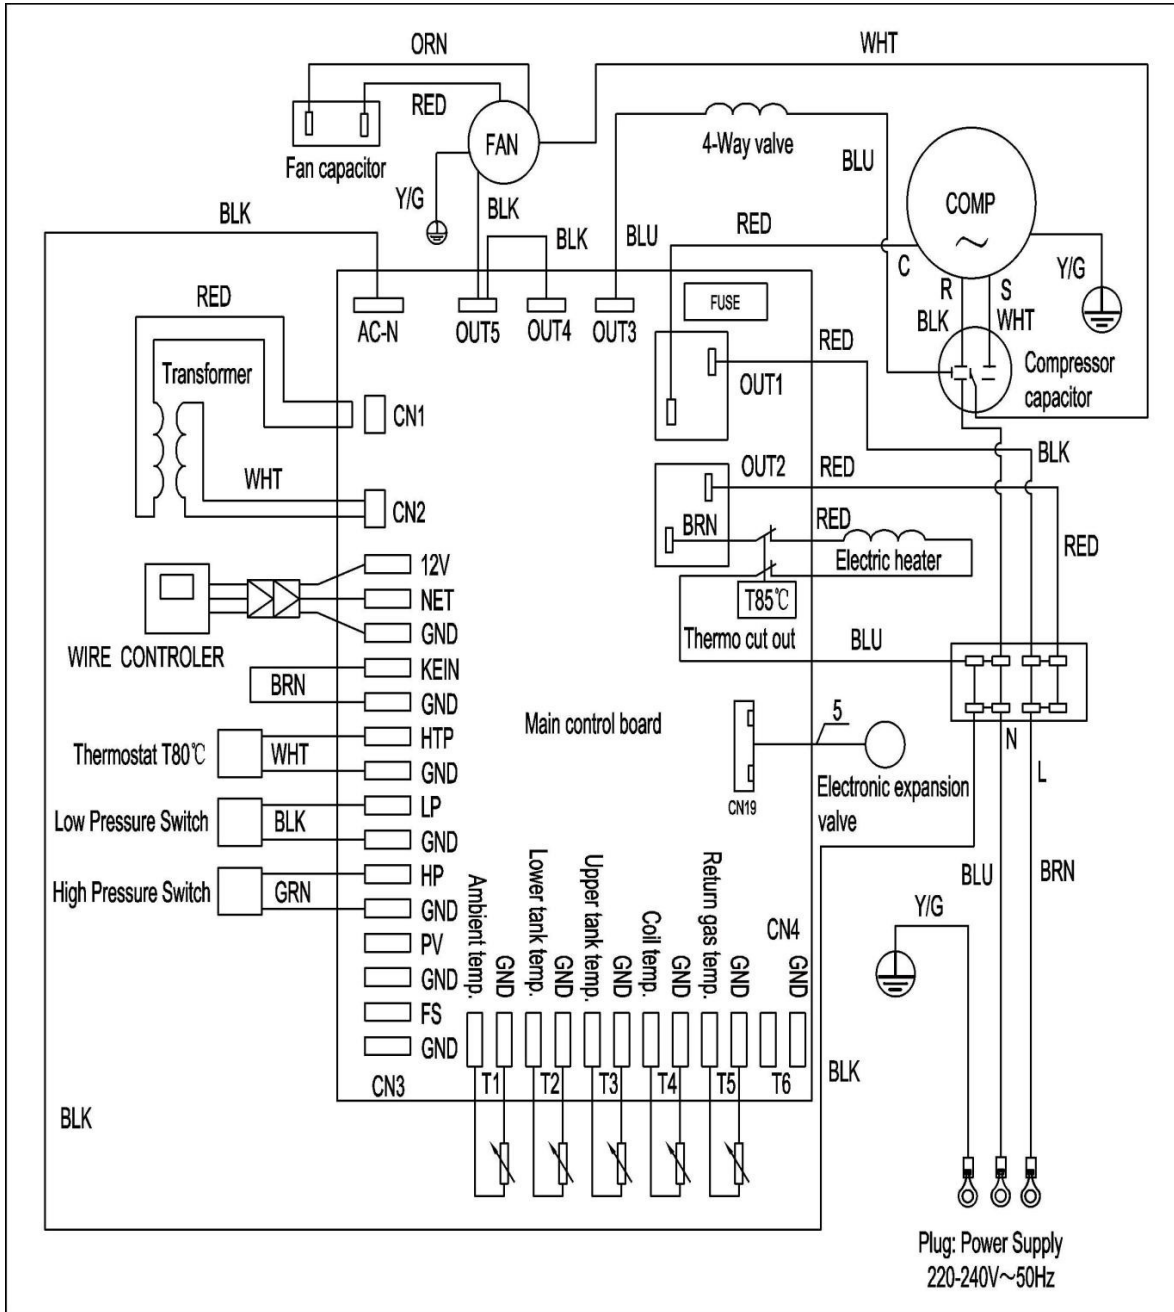 ORN
WHT
RED
FAN
Fan capacitor
4-Way valve
BLU
COMP
Y/G
BLK
BLK
BLK
BLU
RED
C
Y/G
R
S
BLK
WHT
RED
AC-N
OUT5
OUT4
OUT3
FUSE
RED
Compressor
capacitor
Transformer
OUT1
CN1
WHT
OUT2
RED
BLK
CN2
BRN
RED
RED
Electric heater
12V
NET
GND
T85℃
Thermo cut out
BLU
WIRE CONTROLER
KEIN
BRN
GND
Main control board
5
N
HTP
Thermostat T80℃
WHT
GND
L
Electronic expansion
valve
CN19
LP
Low Pressure Switch
BLK
GND
HP
High Pressure Switch
GRN
GND
BLU
BRN
Y/G
PV
GND
FS
GND
CN3
Ambient temp.
GND
Lower tank temp.
GND
Upper tank temp.
GND
Coil temp.
GND
Return gas temp.
GND
CN4
GND
T1
T2
T3
T4
T5
T6
BLK
BLK
Plug: Power Supply
220-240V～50Hz